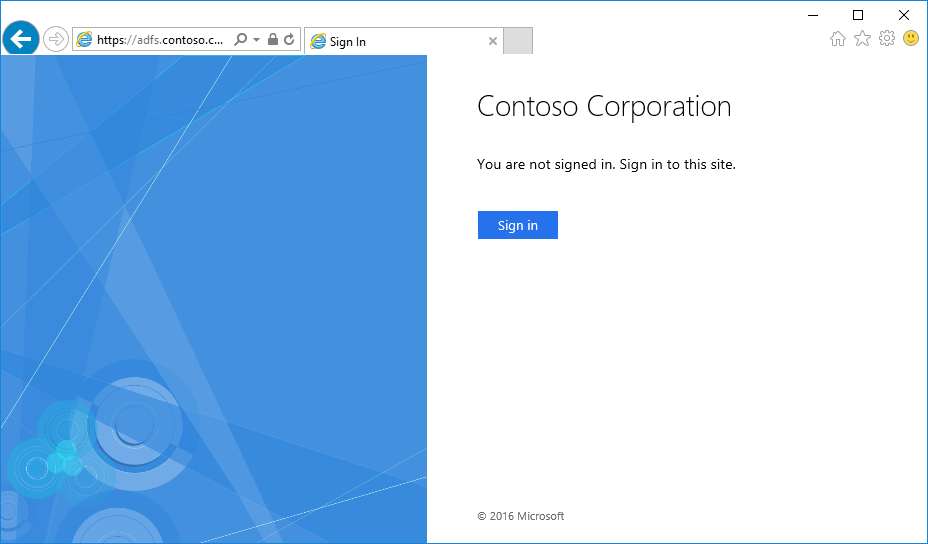 https://adfs.contoso.c...
Sign In
Contoso Corporation
You are not signed in. Sign in to this site.
Sign in
© 2016 Microsoft